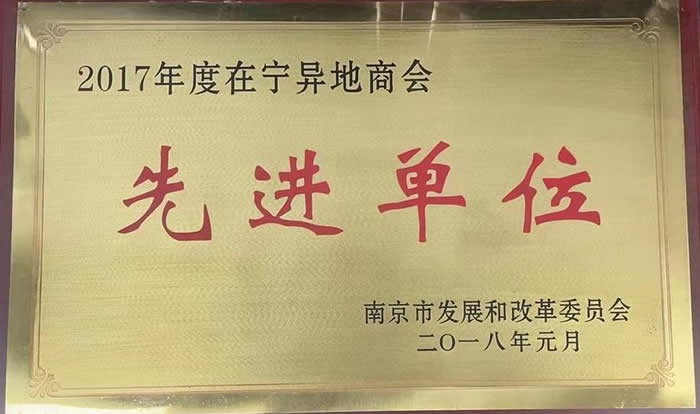 2017年度在宁异地商会
先进单位
南京市发展和改革委员会
二〇一八年元月